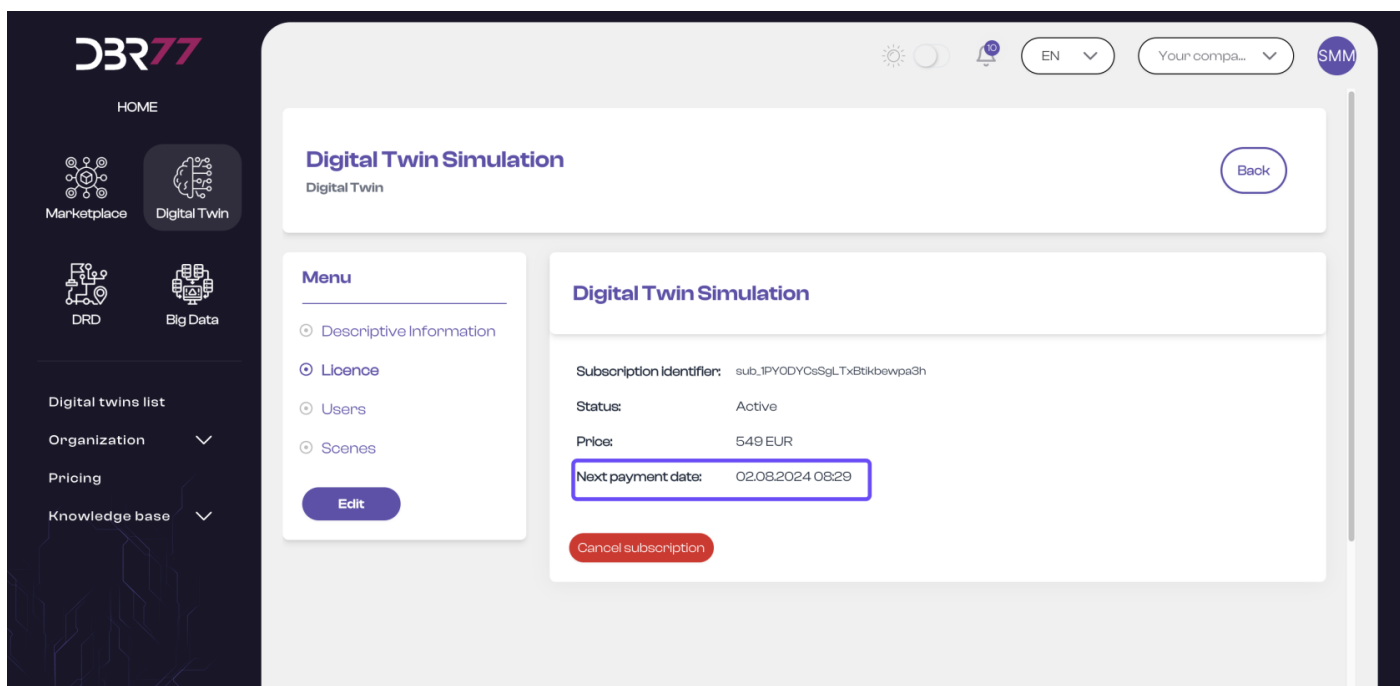 DBR77
10
EN
Your compa...
SMM
HOME
Marketplace
Digital Twin
DRD
Big Data
Digital twins list
Organization
Pricing
Knowledge base
Digital Twin Simulation
Digital Twin
Back
Menu
Descriptive Information
Licence
Users
Scenes
Edit
Digital Twin Simulation
Subscription identifier: sub_1PY0DYCsSgLTxBtikbewpa3h
Status: Active
Price: 549 EUR
Next payment date: 02.08.2024 08:29
Cancel subscription